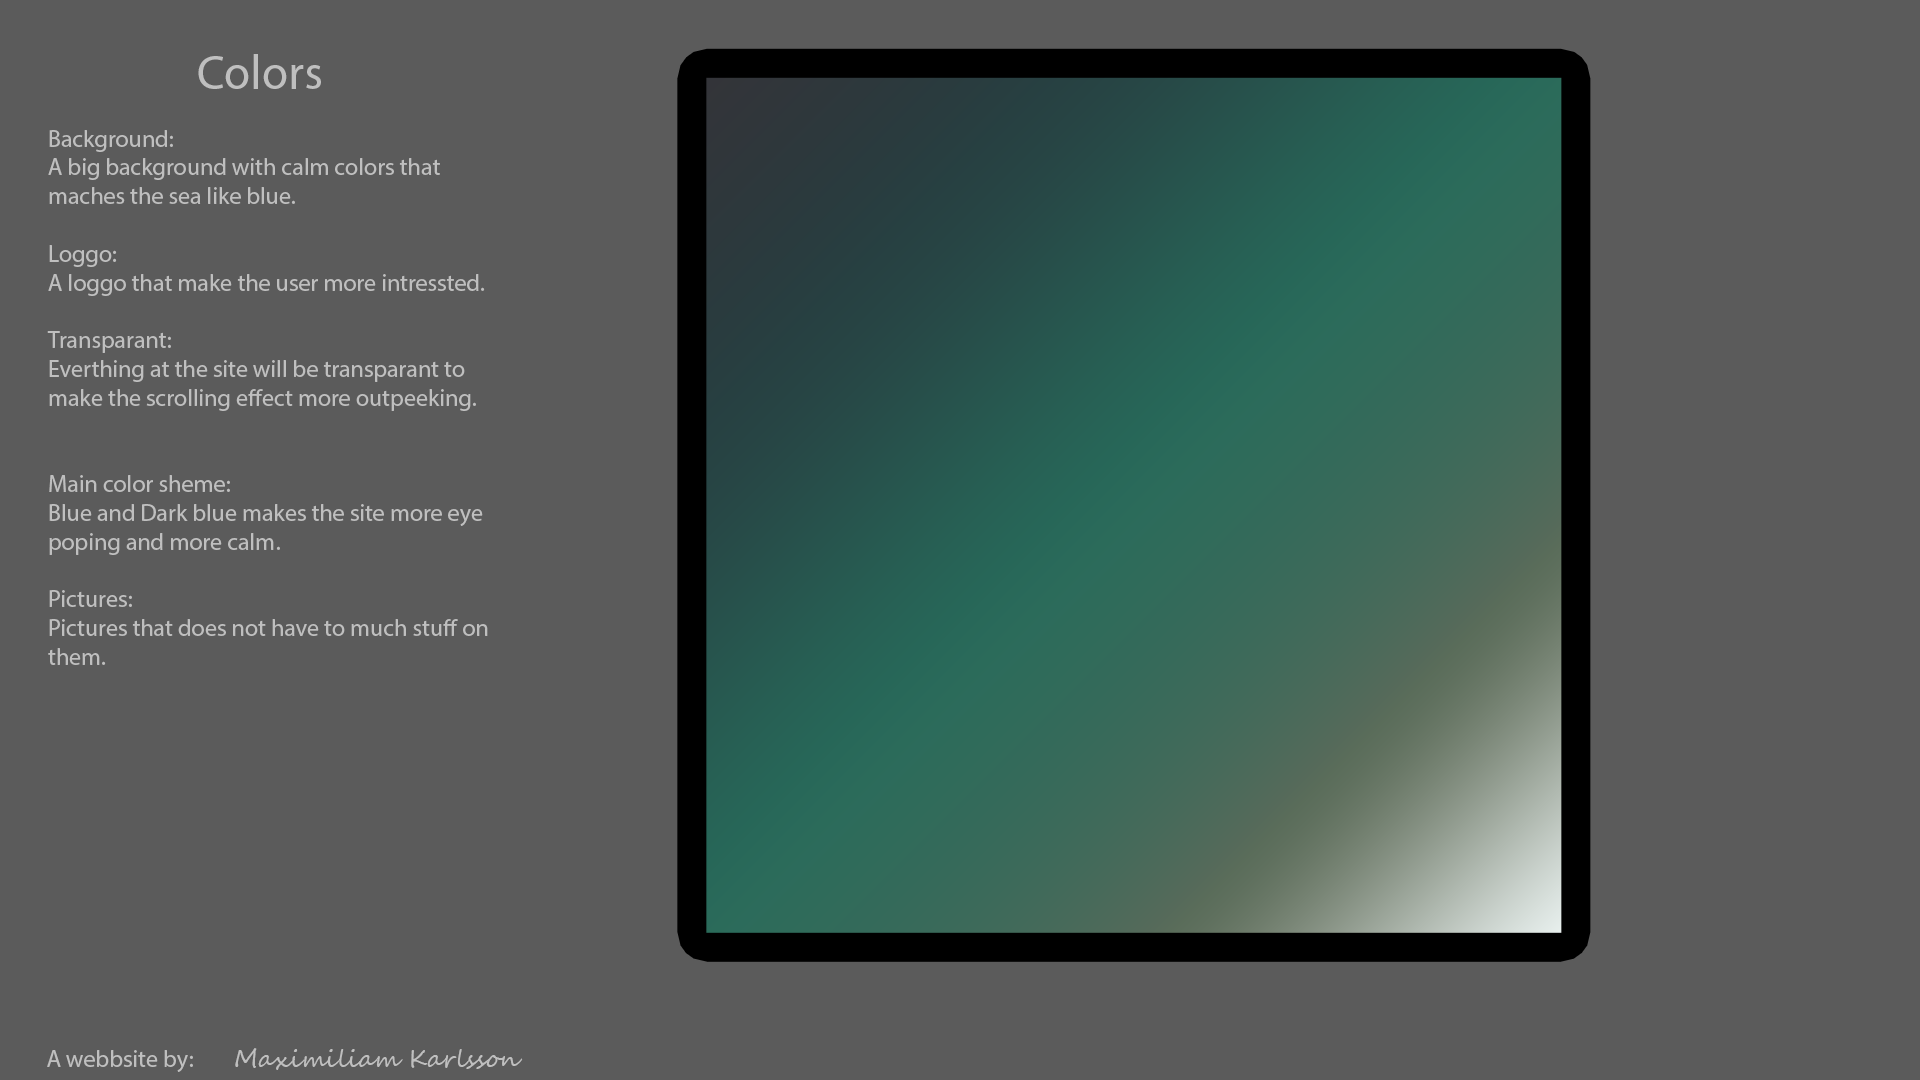 Colors
Background:
A big background with calm colors that
maches the sea like blue.
Loggo:
A loggo that make the user more intressted.
Transparant:
Everthing at the site will be transparant to
make the scrolling effect more outpeeking.
Main color sheme:
Blue and Dark blue makes the site more eye
poping and more calm.
Pictures:
Pictures that does not have to much stuff on
them.
A webbsite by: Maximiliam Karlsson